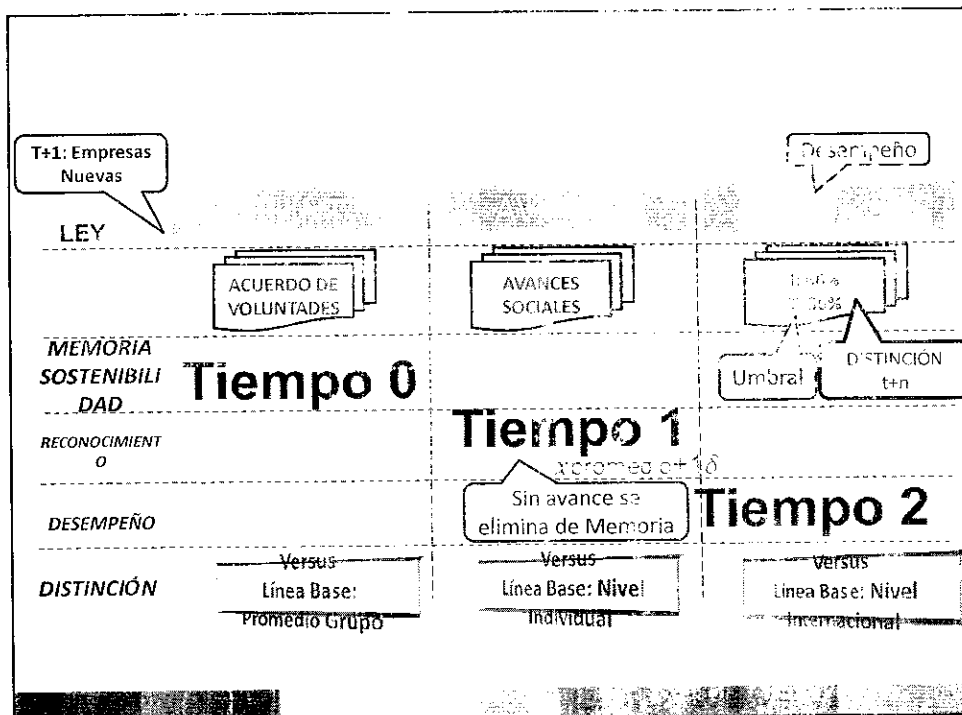 T+1: Empresas
Nuevas
Desempeño
LEY
ACUERDO DE
VOLUNTADES
AVANCES
SOCIALES
MEMORIA
SOSTENIBILI
DAD
Tiempo 0
Umbral
DISTINCIÓN
t+n
RECONOCIMIENT
O
Tiempo 1
Sin avance se
elimina de Memoria
DESEMPEÑO
Tiempo 2
DISTINCIÓN
Versus
Línea Base:
Promedio Grupo
Versus
Línea Base: Nivel
Individual
Versus
Línea Base: Nivel
Internacional